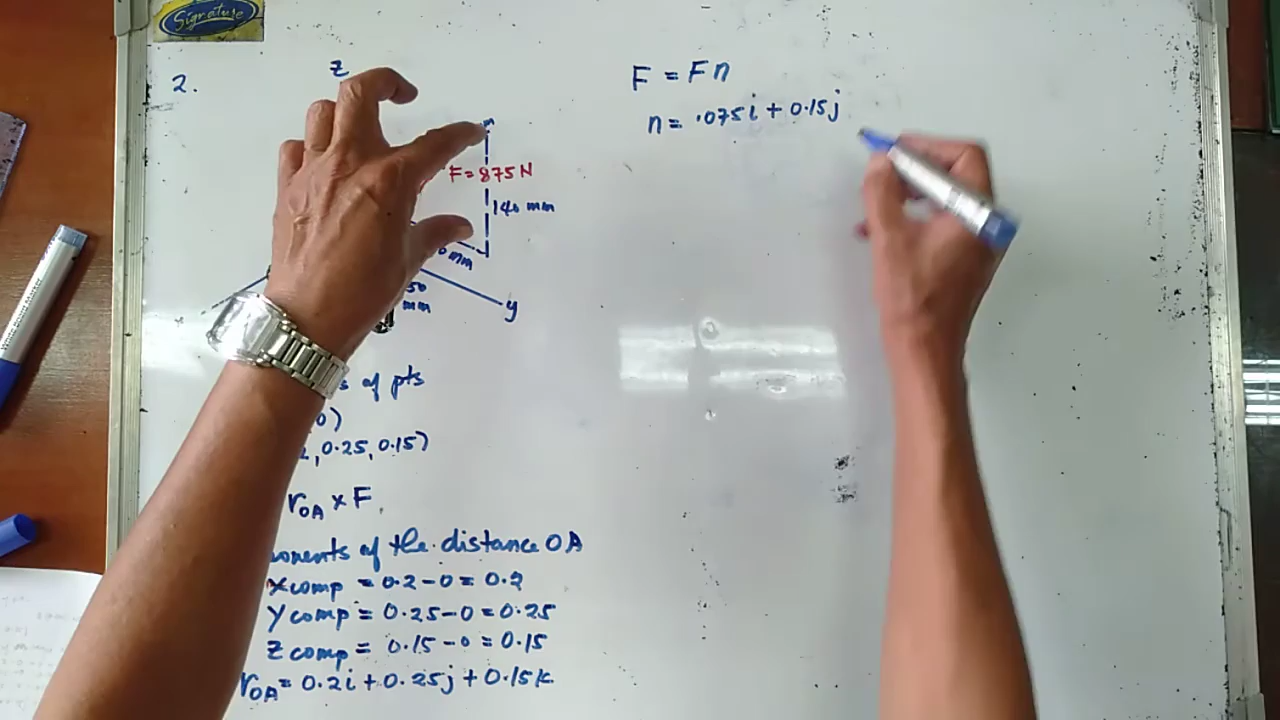 Signature
2.
z
F = F n
n = .075i + 0.15j
F = 875 N
140 mm
mm
50
mm
y
of pts
0)
, 0.25, 0.15)
rOA x F
onents of the distance OA
x comp = 0.2 - 0 = 0.2
y comp = 0.25 - 0 = 0.25
z comp = 0.15 - 0 = 0.15
rOA = 0.2i + 0.25j + 0.15k